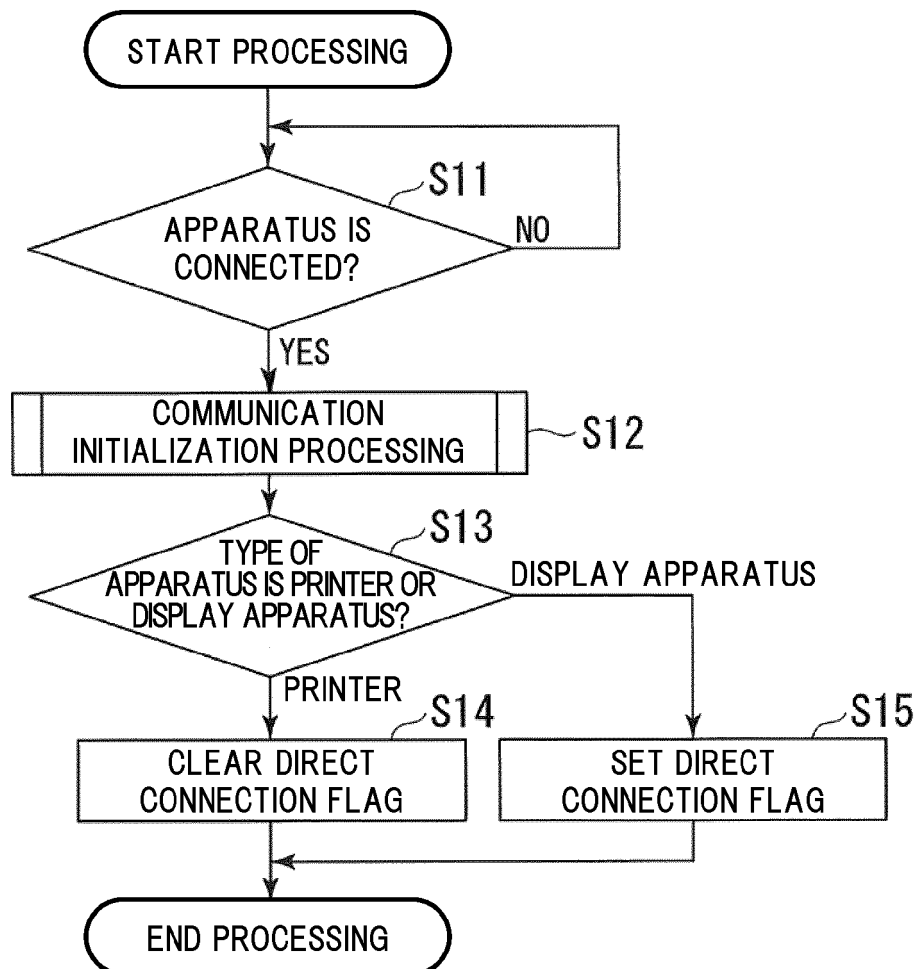 START PROCESSING
S11
APPARATUS IS
CONNECTED?
NO
YES
COMMUNICATION
INITIALIZATION PROCESSING
S12
S13
TYPE OF
APPARATUS IS PRINTER OR
DISPLAY APPARATUS?
DISPLAY APPARATUS
PRINTER
S14
CLEAR DIRECT
CONNECTION FLAG
S15
SET DIRECT
CONNECTION FLAG
END PROCESSING